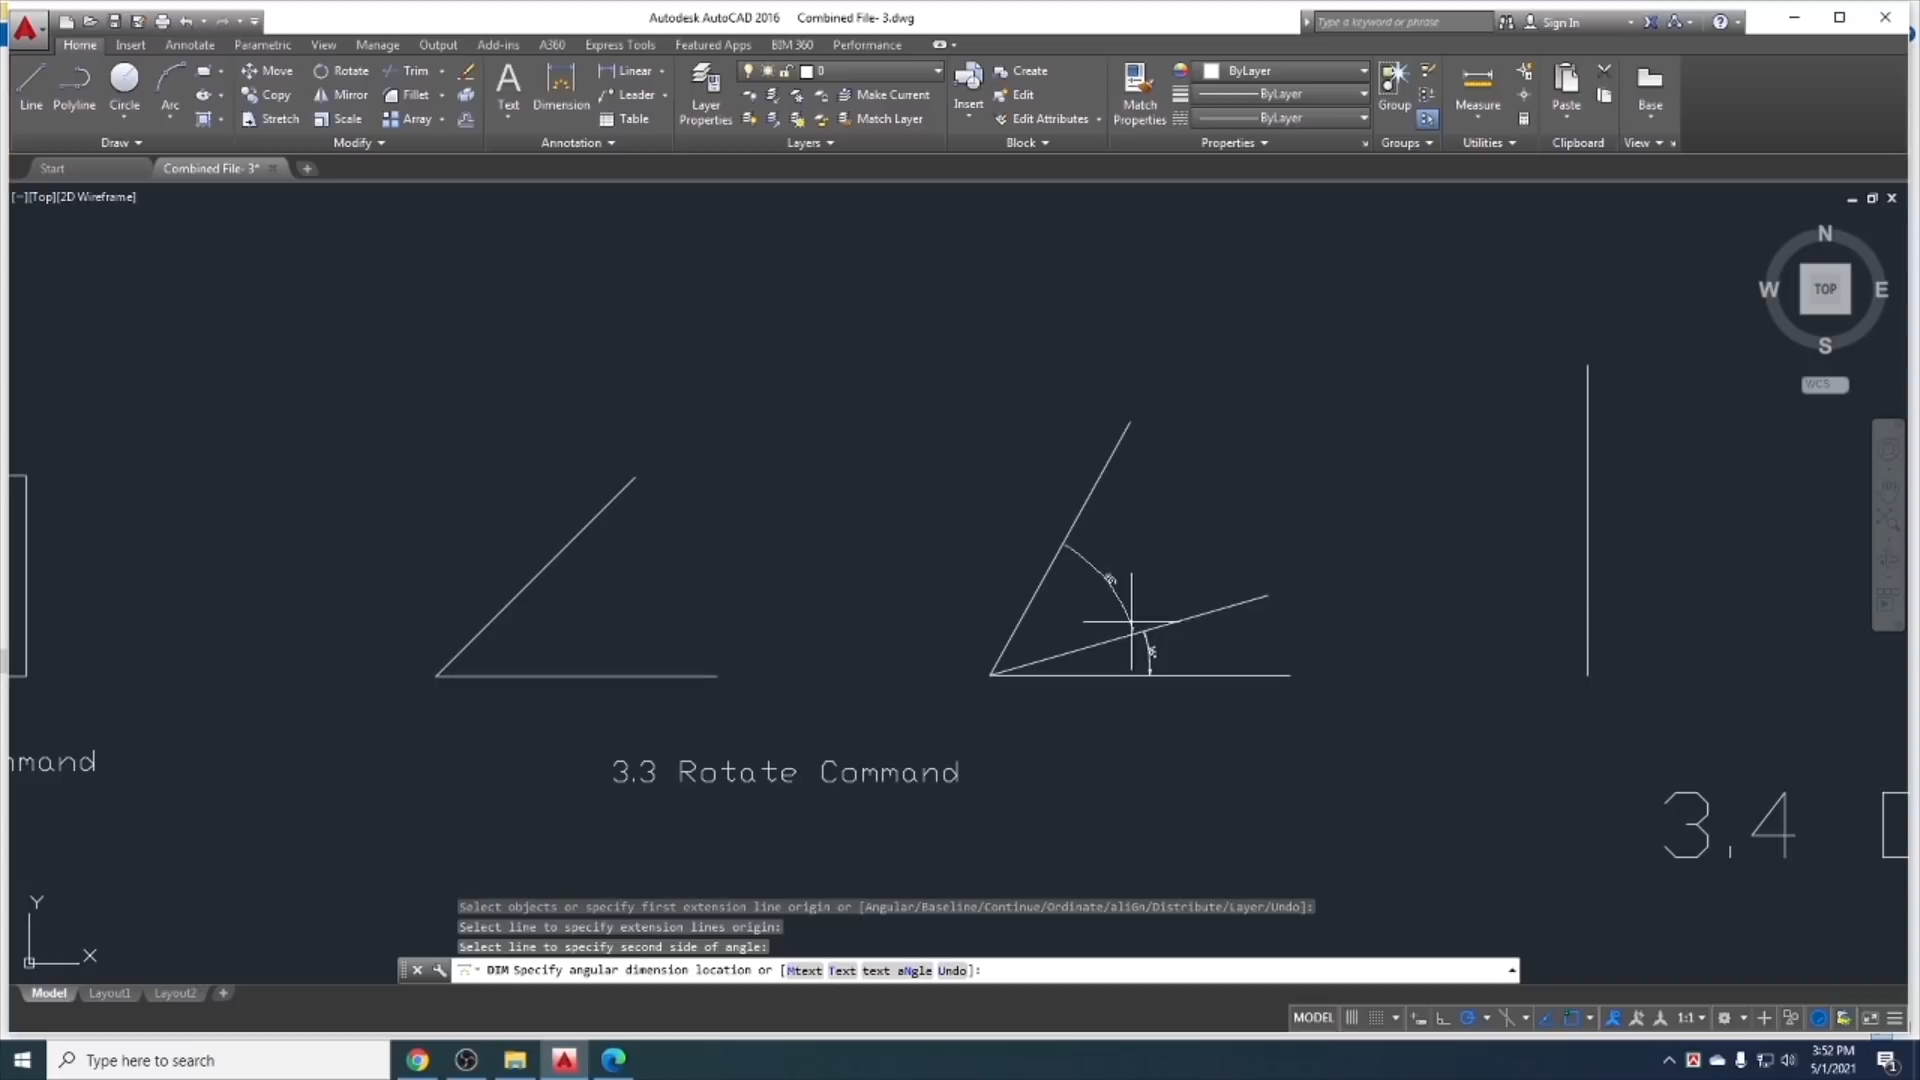 Autodesk AutoCAD 2016 Combined File- 3.dwg
Type a keyword or phrase
Sign In
Home Insert Annotate Parametric View Manage Output Add-ins A360 Express Tools Featured Apps BIM 360 Performance
Line Polyline Circle Arc
Move Rotate Trim
Copy Mirror Fillet
Stretch Scale Array
Text Dimension
Linear
Leader
Table
Layer Properties
0
Make Current
Match Layer
Insert
Create
Edit
Edit Attributes
Match Properties
ByLayer
ByLayer
ByLayer
Group
Measure
Paste
Base
Draw Modify Annotation Layers Block Properties Groups Utilities Clipboard View
Start Combined File- 3*
[−][Top][2D Wireframe]
N
W TOP E
S
WCS
mmand
3.3 Rotate Command
3.4
Y
X
Select objects or specify first extension line origin or [Angular/Baseline/Continue/Ordinate/aliGn/Distribute/Layer/Undo]:
Select line to specify extension lines origin:
Select line to specify second side of angle:
DIM Specify angular dimension location or [Mtext Text text aNgle Undo]:
Model Layout1 Layout2
MODEL 1:1
Type here to search
3:52 PM
5/1/2021
1